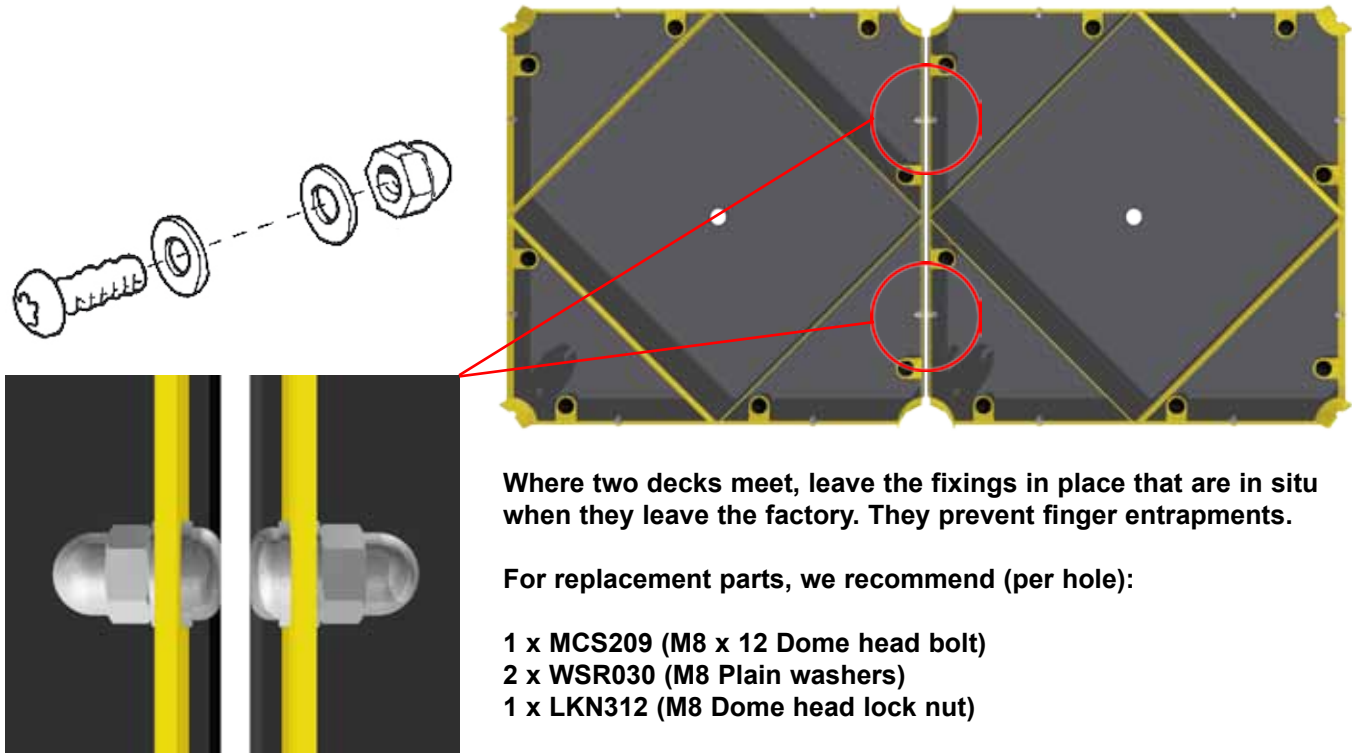 Where two decks meet, leave the fixings in place that are in situ
when they leave the factory. They prevent finger entrapments.
For replacement parts, we recommend (per hole):
1 x MCS209 (M8 x 12 Dome head bolt)
2 x WSR030 (M8 Plain washers)
1 x LKN312 (M8 Dome head lock nut)